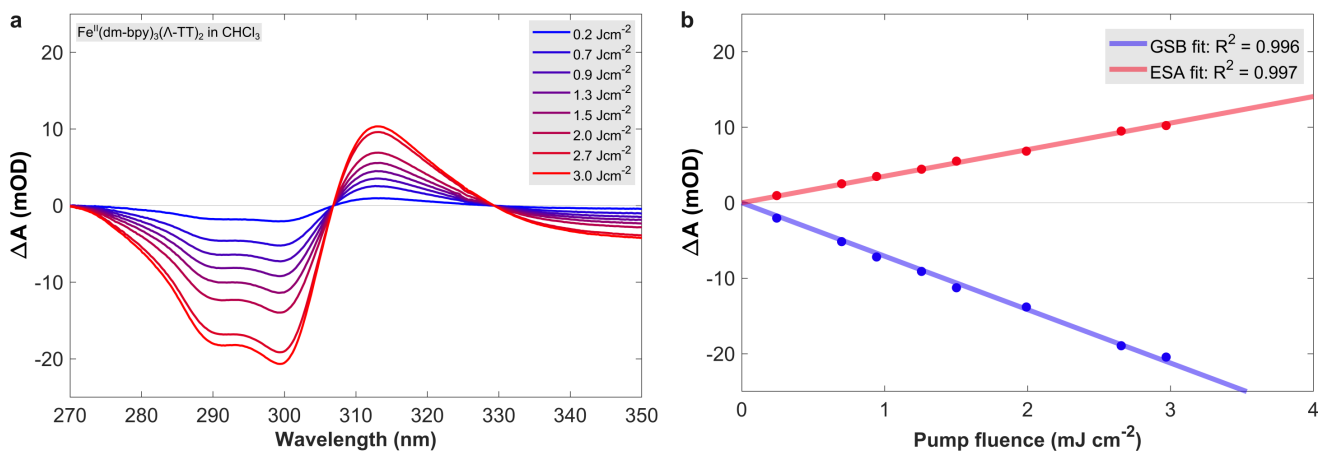 a
Fe^II(dm-bpy)₃(Λ-TT)₂ in CHCl₃
0.2 Jcm⁻²
0.7 Jcm⁻²
0.9 Jcm⁻²
1.3 Jcm⁻²
1.5 Jcm⁻²
2.0 Jcm⁻²
2.7 Jcm⁻²
3.0 Jcm⁻²
20
10
0
-10
-20
ΔA (mOD)
270 280 290 300 310 320 330 340 350
Wavelength (nm)
b
GSB fit: R² = 0.996
ESA fit: R² = 0.997
20
10
0
-10
-20
ΔA (mOD)
0 1 2 3 4
Pump fluence (mJ cm⁻²)